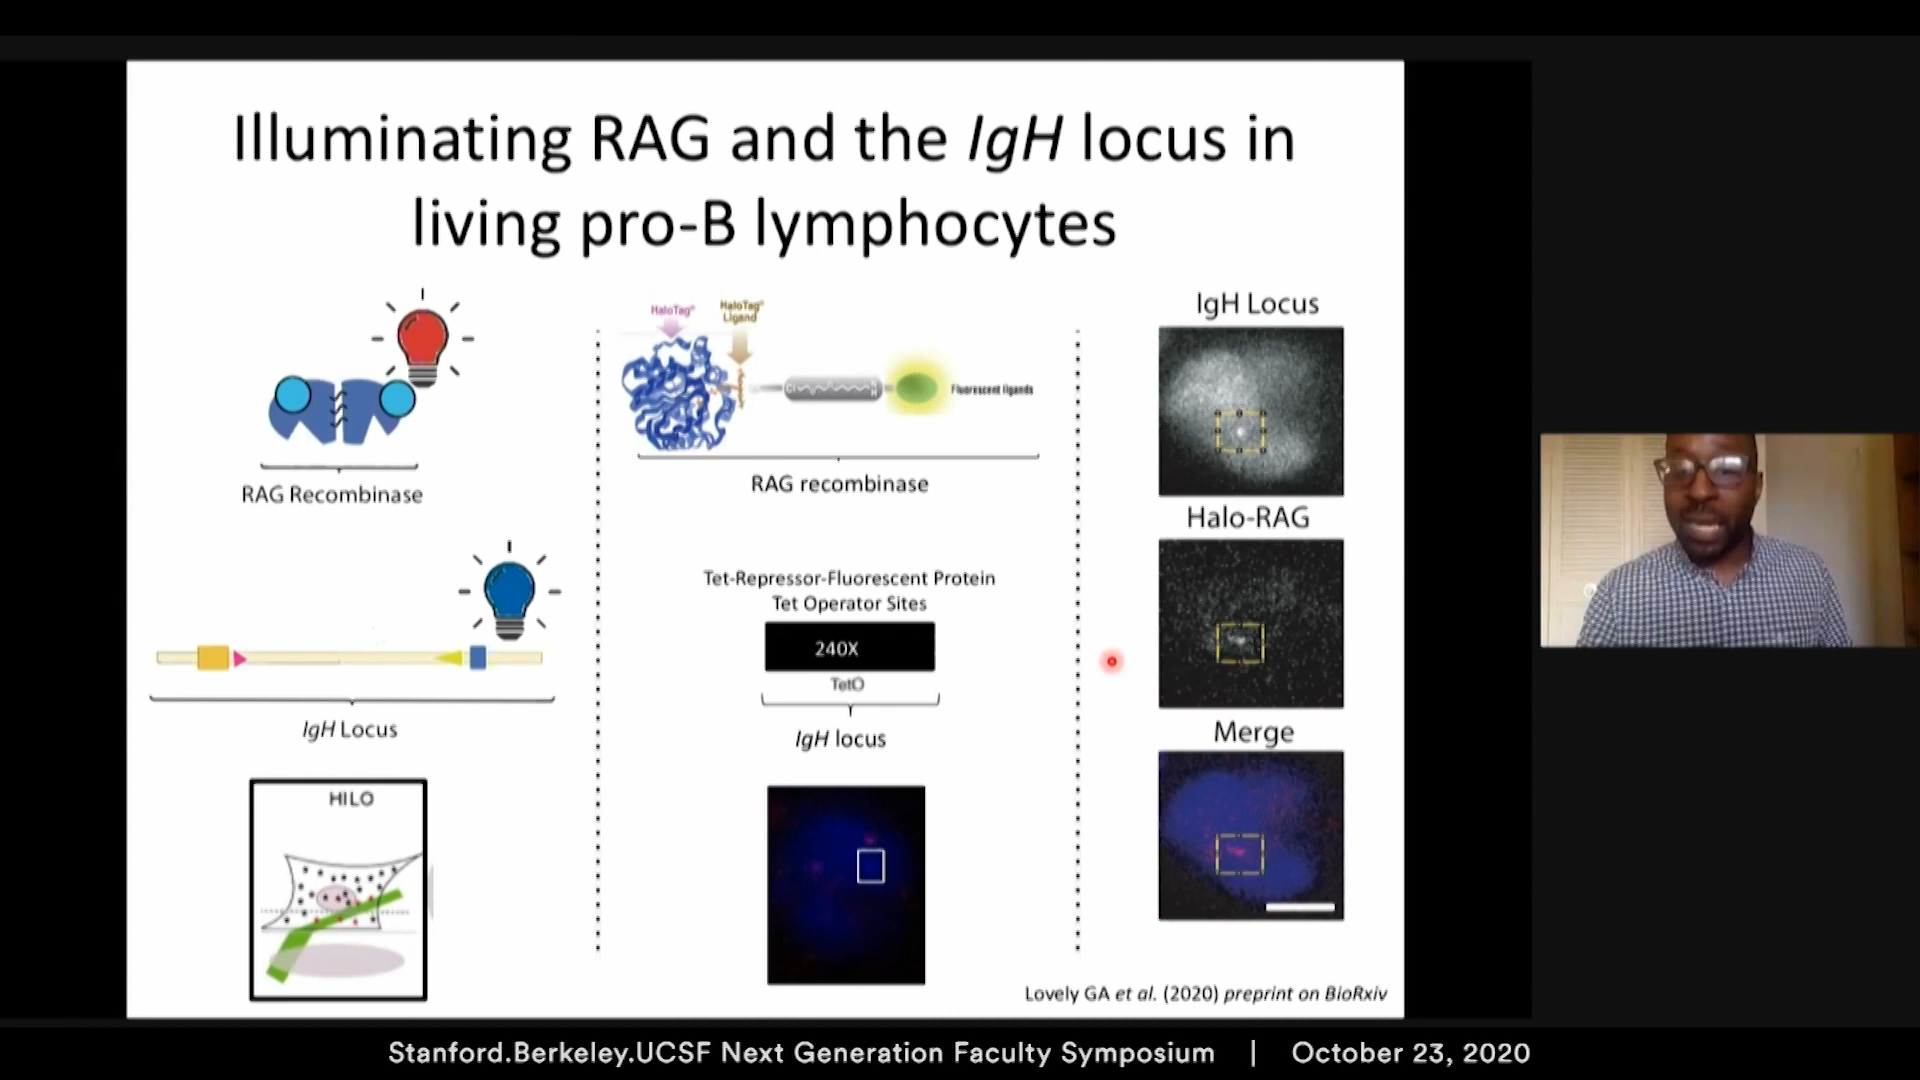 Illuminating RAG and the IgH locus in
living pro-B lymphocytes
RAG Recombinase
IgH Locus
HILO
HaloTag®
HaloTag®
Ligand
Cl
Fluorescent ligands
RAG recombinase
Tet-Repressor-Fluorescent Protein
Tet Operator Sites
240X
TetO
IgH locus
IgH Locus
Halo-RAG
Merge
Lovely GA et al. (2020) preprint on BioRxiv
Stanford.Berkeley.UCSF Next Generation Faculty Symposium | October 23, 2020